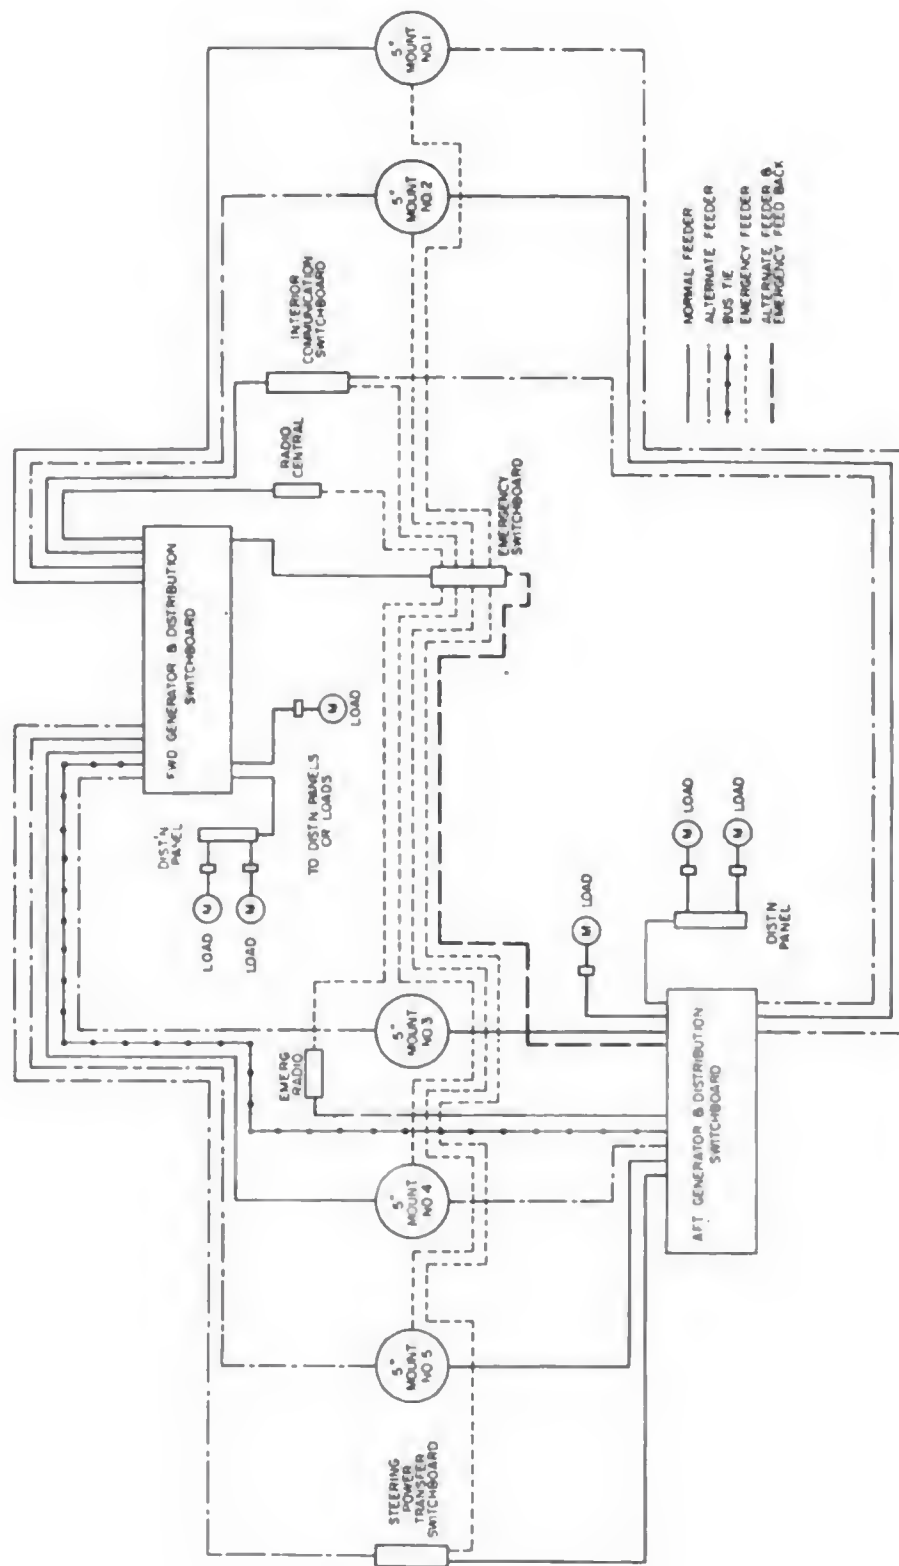 5"
MOUNT
NO.1
5"
MOUNT
NO.2
INTERIOR
COMMUNICATION
SWITCHBOARD
RADIO
CENTRAL
EMERGENCY
SWITCHBOARD
FWD GENERATOR & DISTRIBUTION
SWITCHBOARD
M
LOAD
DIST'N
PANEL
M
LOAD
M
LOAD
TO DIST'N PANELS
OR LOADS
NORMAL FEEDER
ALTERNATE FEEDER
BUS TIE
EMERGENCY FEEDER
ALTERNATE FEEDER &
EMERGENCY FEED BACK
M
LOAD
M
LOAD
M
LOAD
DIST'N
PANEL
5"
MOUNT
NO.3
EMERG
RADIO
5"
MOUNT
NO 4
AFT GENERATOR & DISTRIBUTION
SWITCHBOARD
5"
MOUNT
NO 5
STEERING
POWER
TRANSFER
SWITCHBOARD